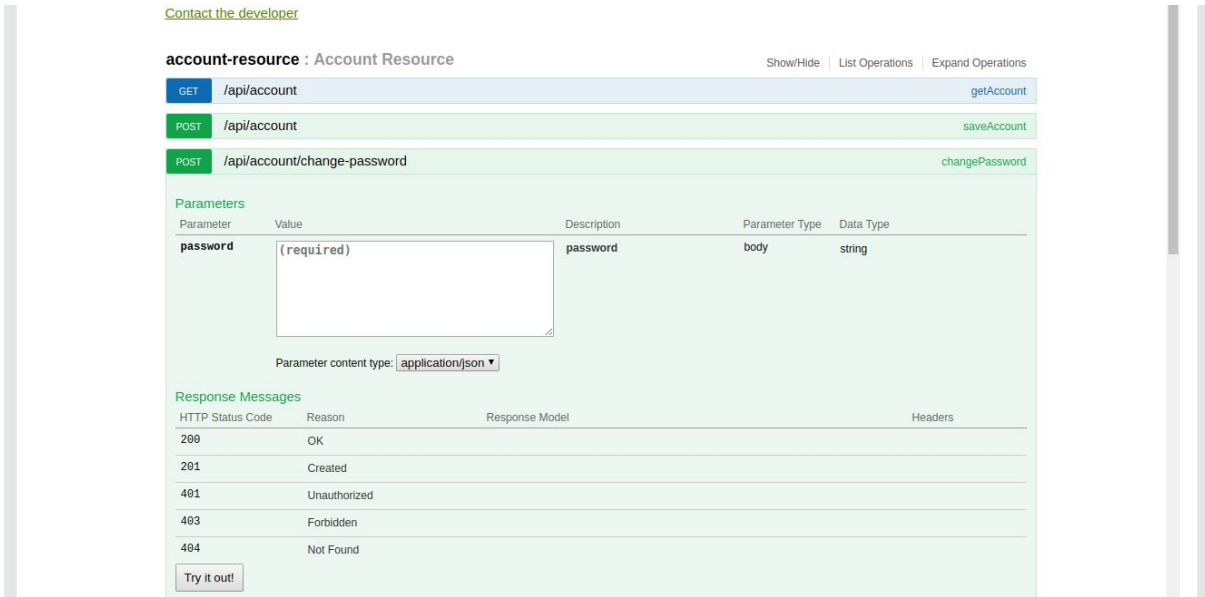 Contact the developer
account-resource : Account Resource
Show/Hide List Operations Expand Operations
GET /api/account getAccount
POST /api/account saveAccount
POST /api/account/change-password changePassword
Parameters
Parameter Value Description Parameter Type Data Type
password (required) password body string
Parameter content type: application/json
Response Messages
HTTP Status Code Reason Response Model Headers
200 OK
201 Created
401 Unauthorized
403 Forbidden
404 Not Found
Try it out!